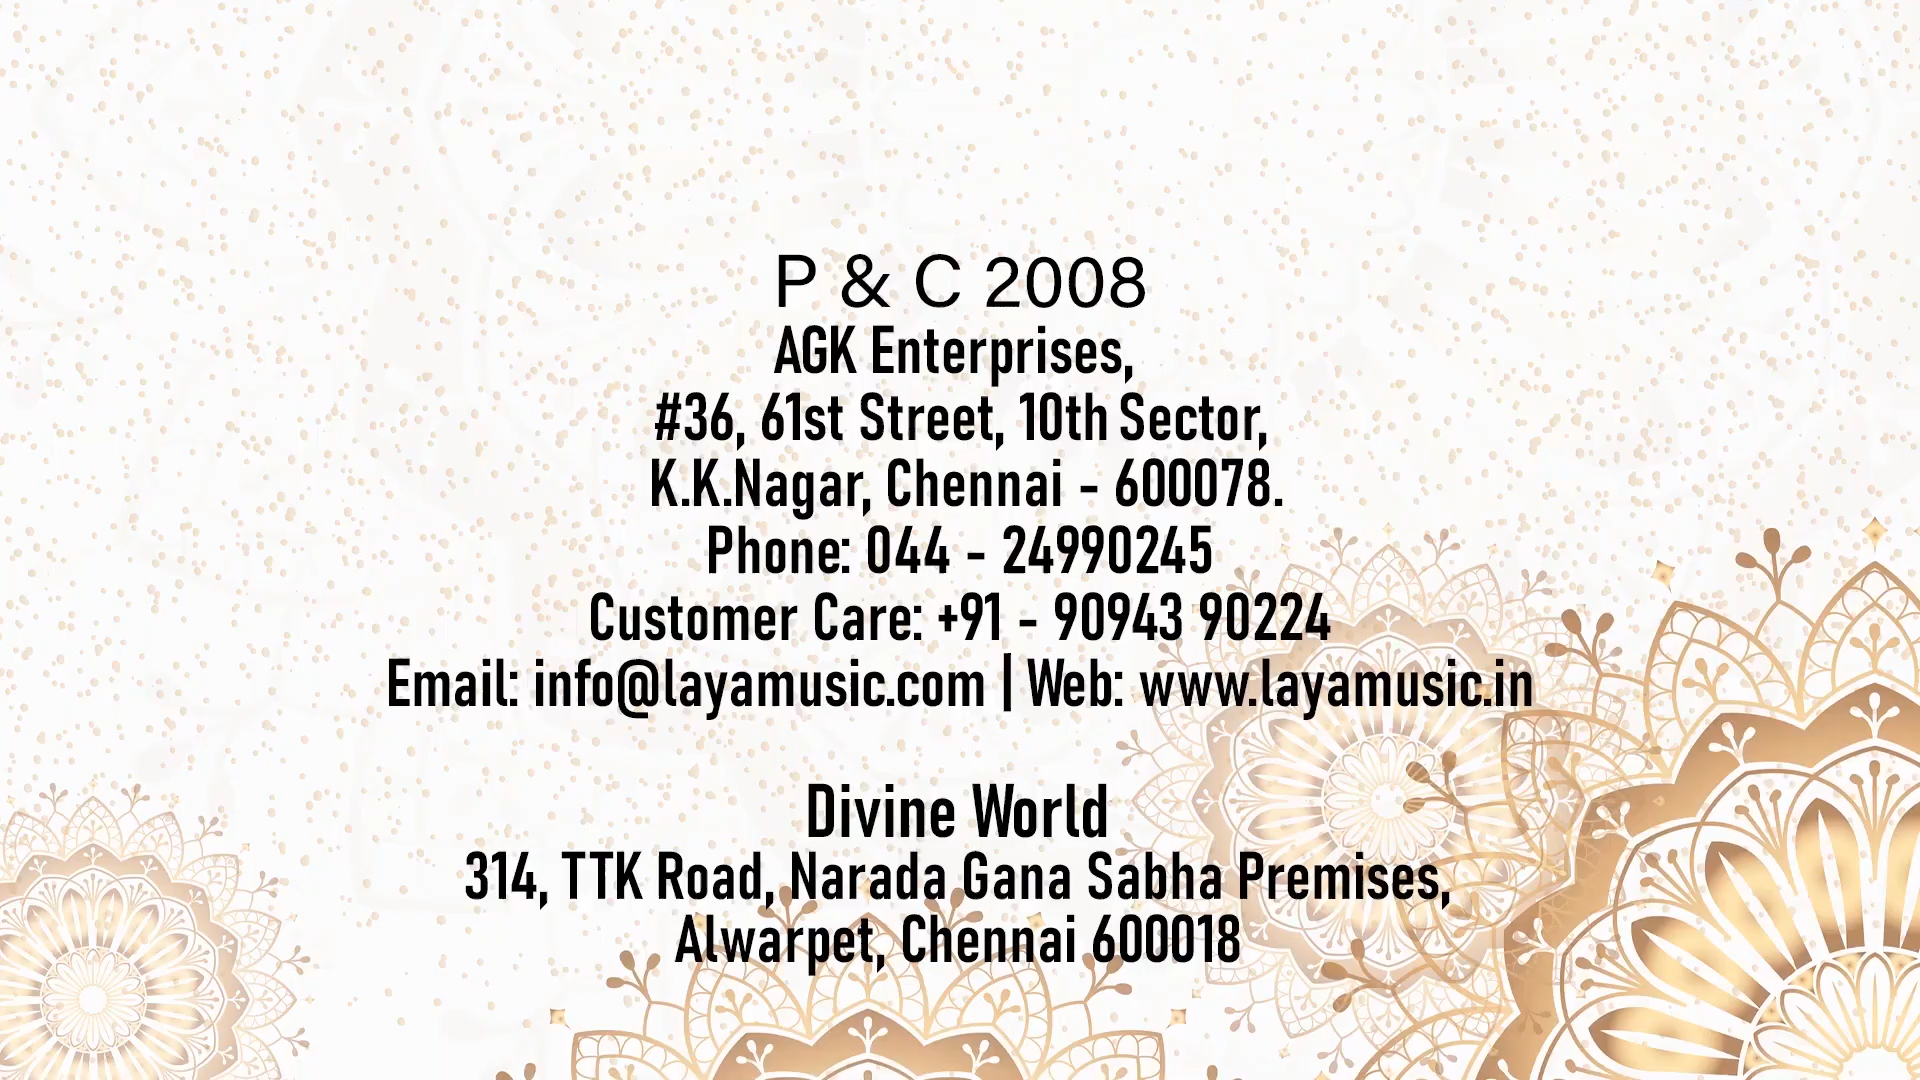 P & C 2008
AGK Enterprises,
#36, 61st Street, 10th Sector,
K.K.Nagar, Chennai - 600078.
Phone: 044 - 24990245
Customer Care: +91 - 90943 90224
Email: info@layamusic.com | Web: www.layamusic.in
Divine World
314, TTK Road, Narada Gana Sabha Premises,
Alwarpet, Chennai 600018